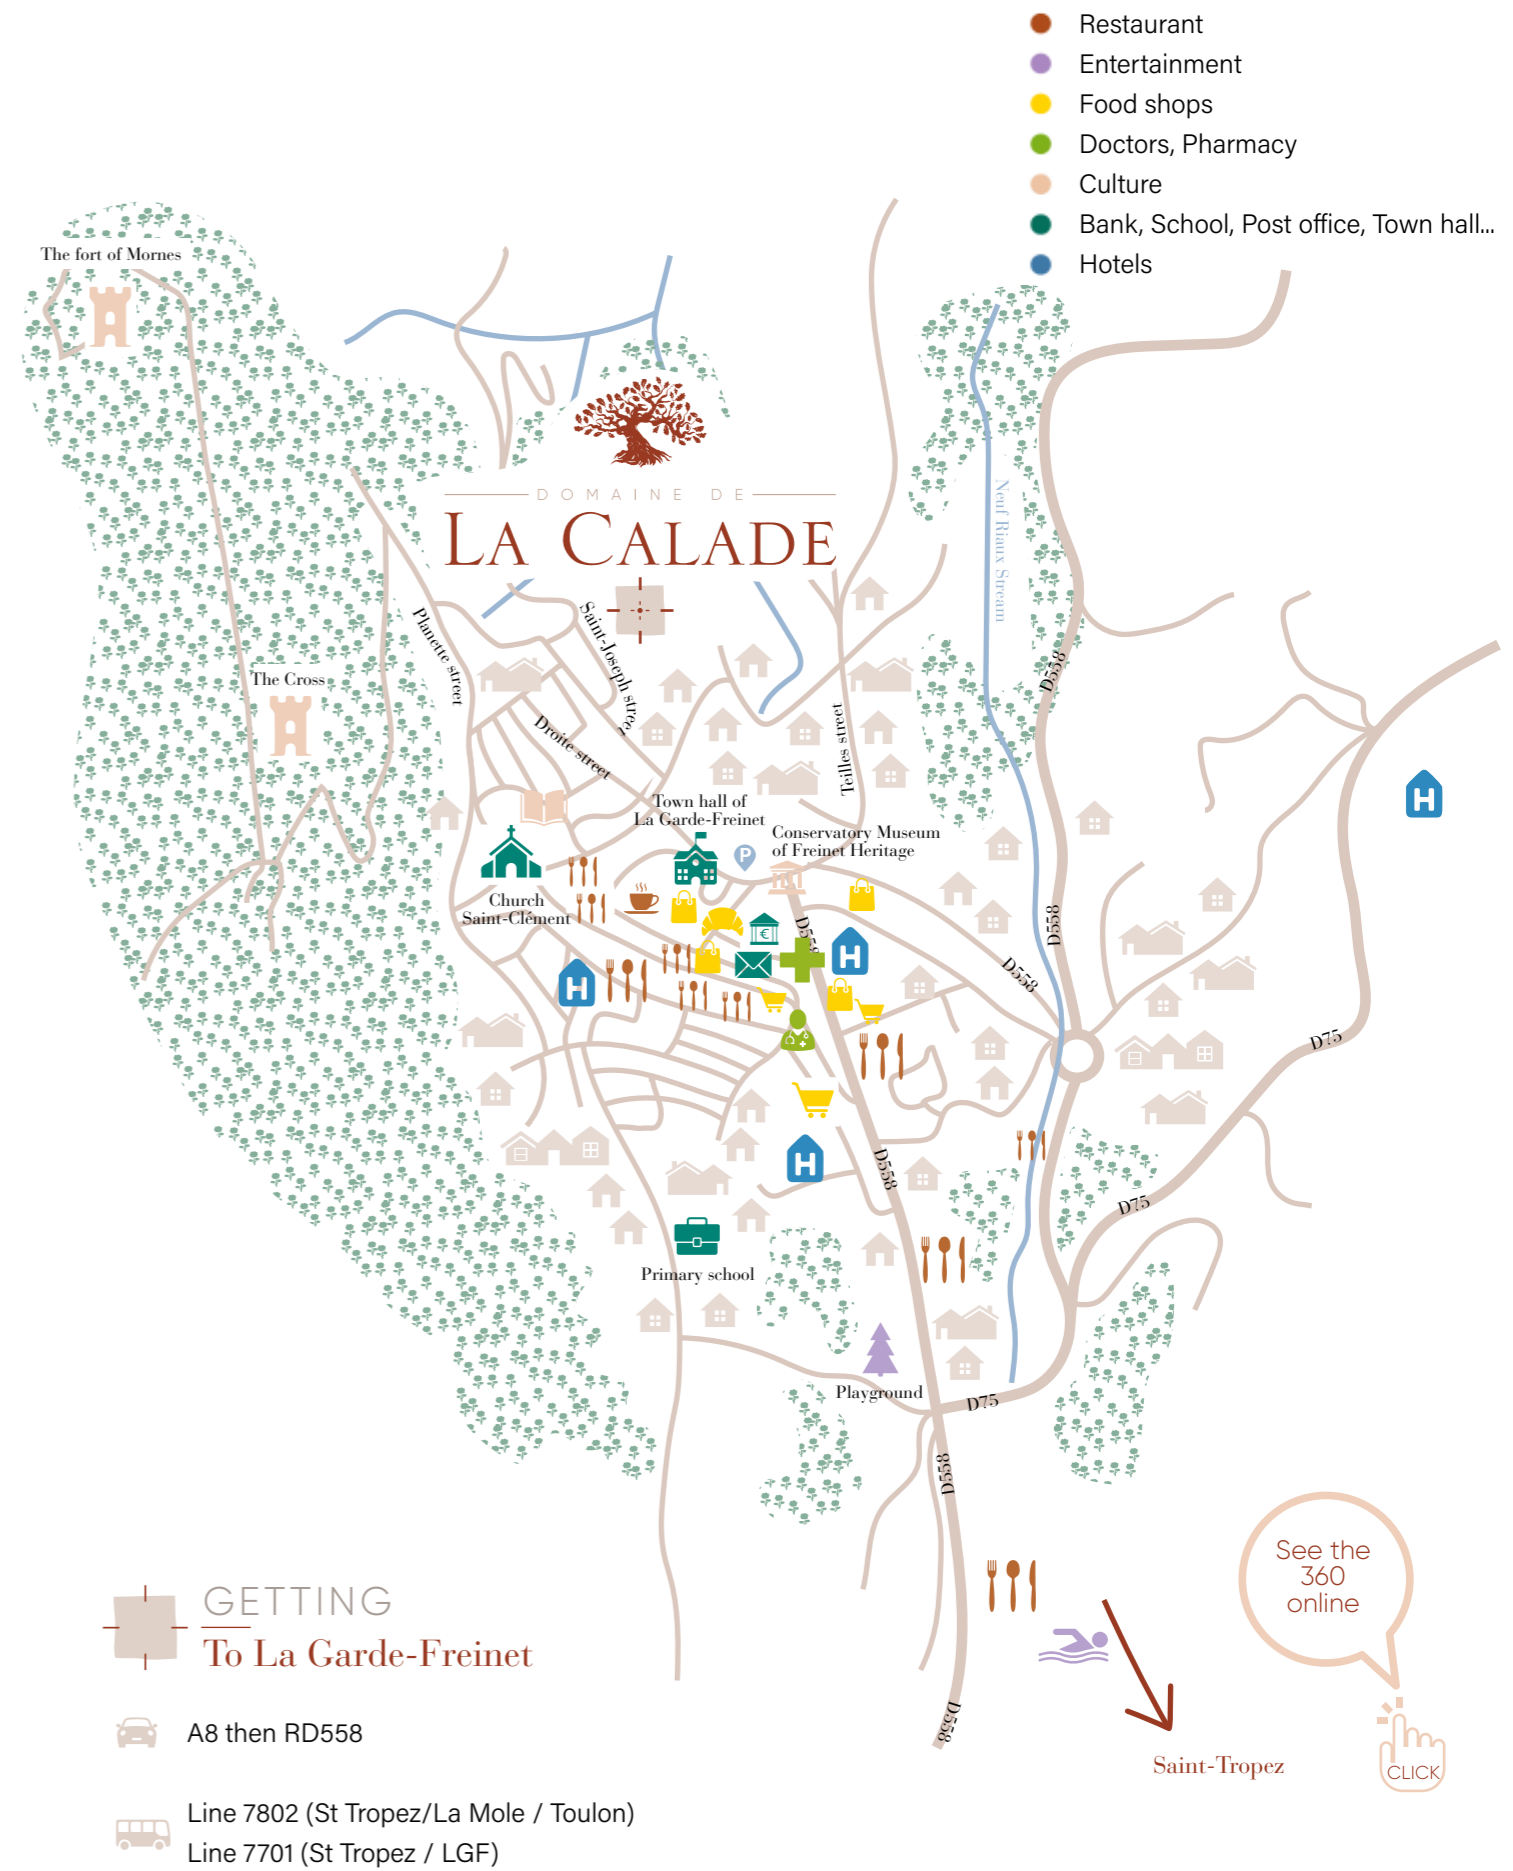 Restaurant
Entertainment
Food shops
Doctors, Pharmacy
Culture
Bank, School, Post office, Town hall...
Hotels
The fort of Mornes
DOMAINE DE
LA CALADE
Neuf Riaux Stream
Planette street
Saint-Joseph street
D558
The Cross
Droite street
Teilles street
Town hall of
La Garde-Freinet
P
Conservatory Museum
of Freinet Heritage
H
Church
Saint-Clément
€
D558
D558
H
D558
H
D75
H
D558
D75
Primary school
Playground
D75
D558
See the
360
online
GETTING
To La Garde-Freinet
D558
A8 then RD558
Saint-Tropez
CLICK
Line 7802 (St Tropez/La Mole / Toulon)
Line 7701 (St Tropez / LGF)